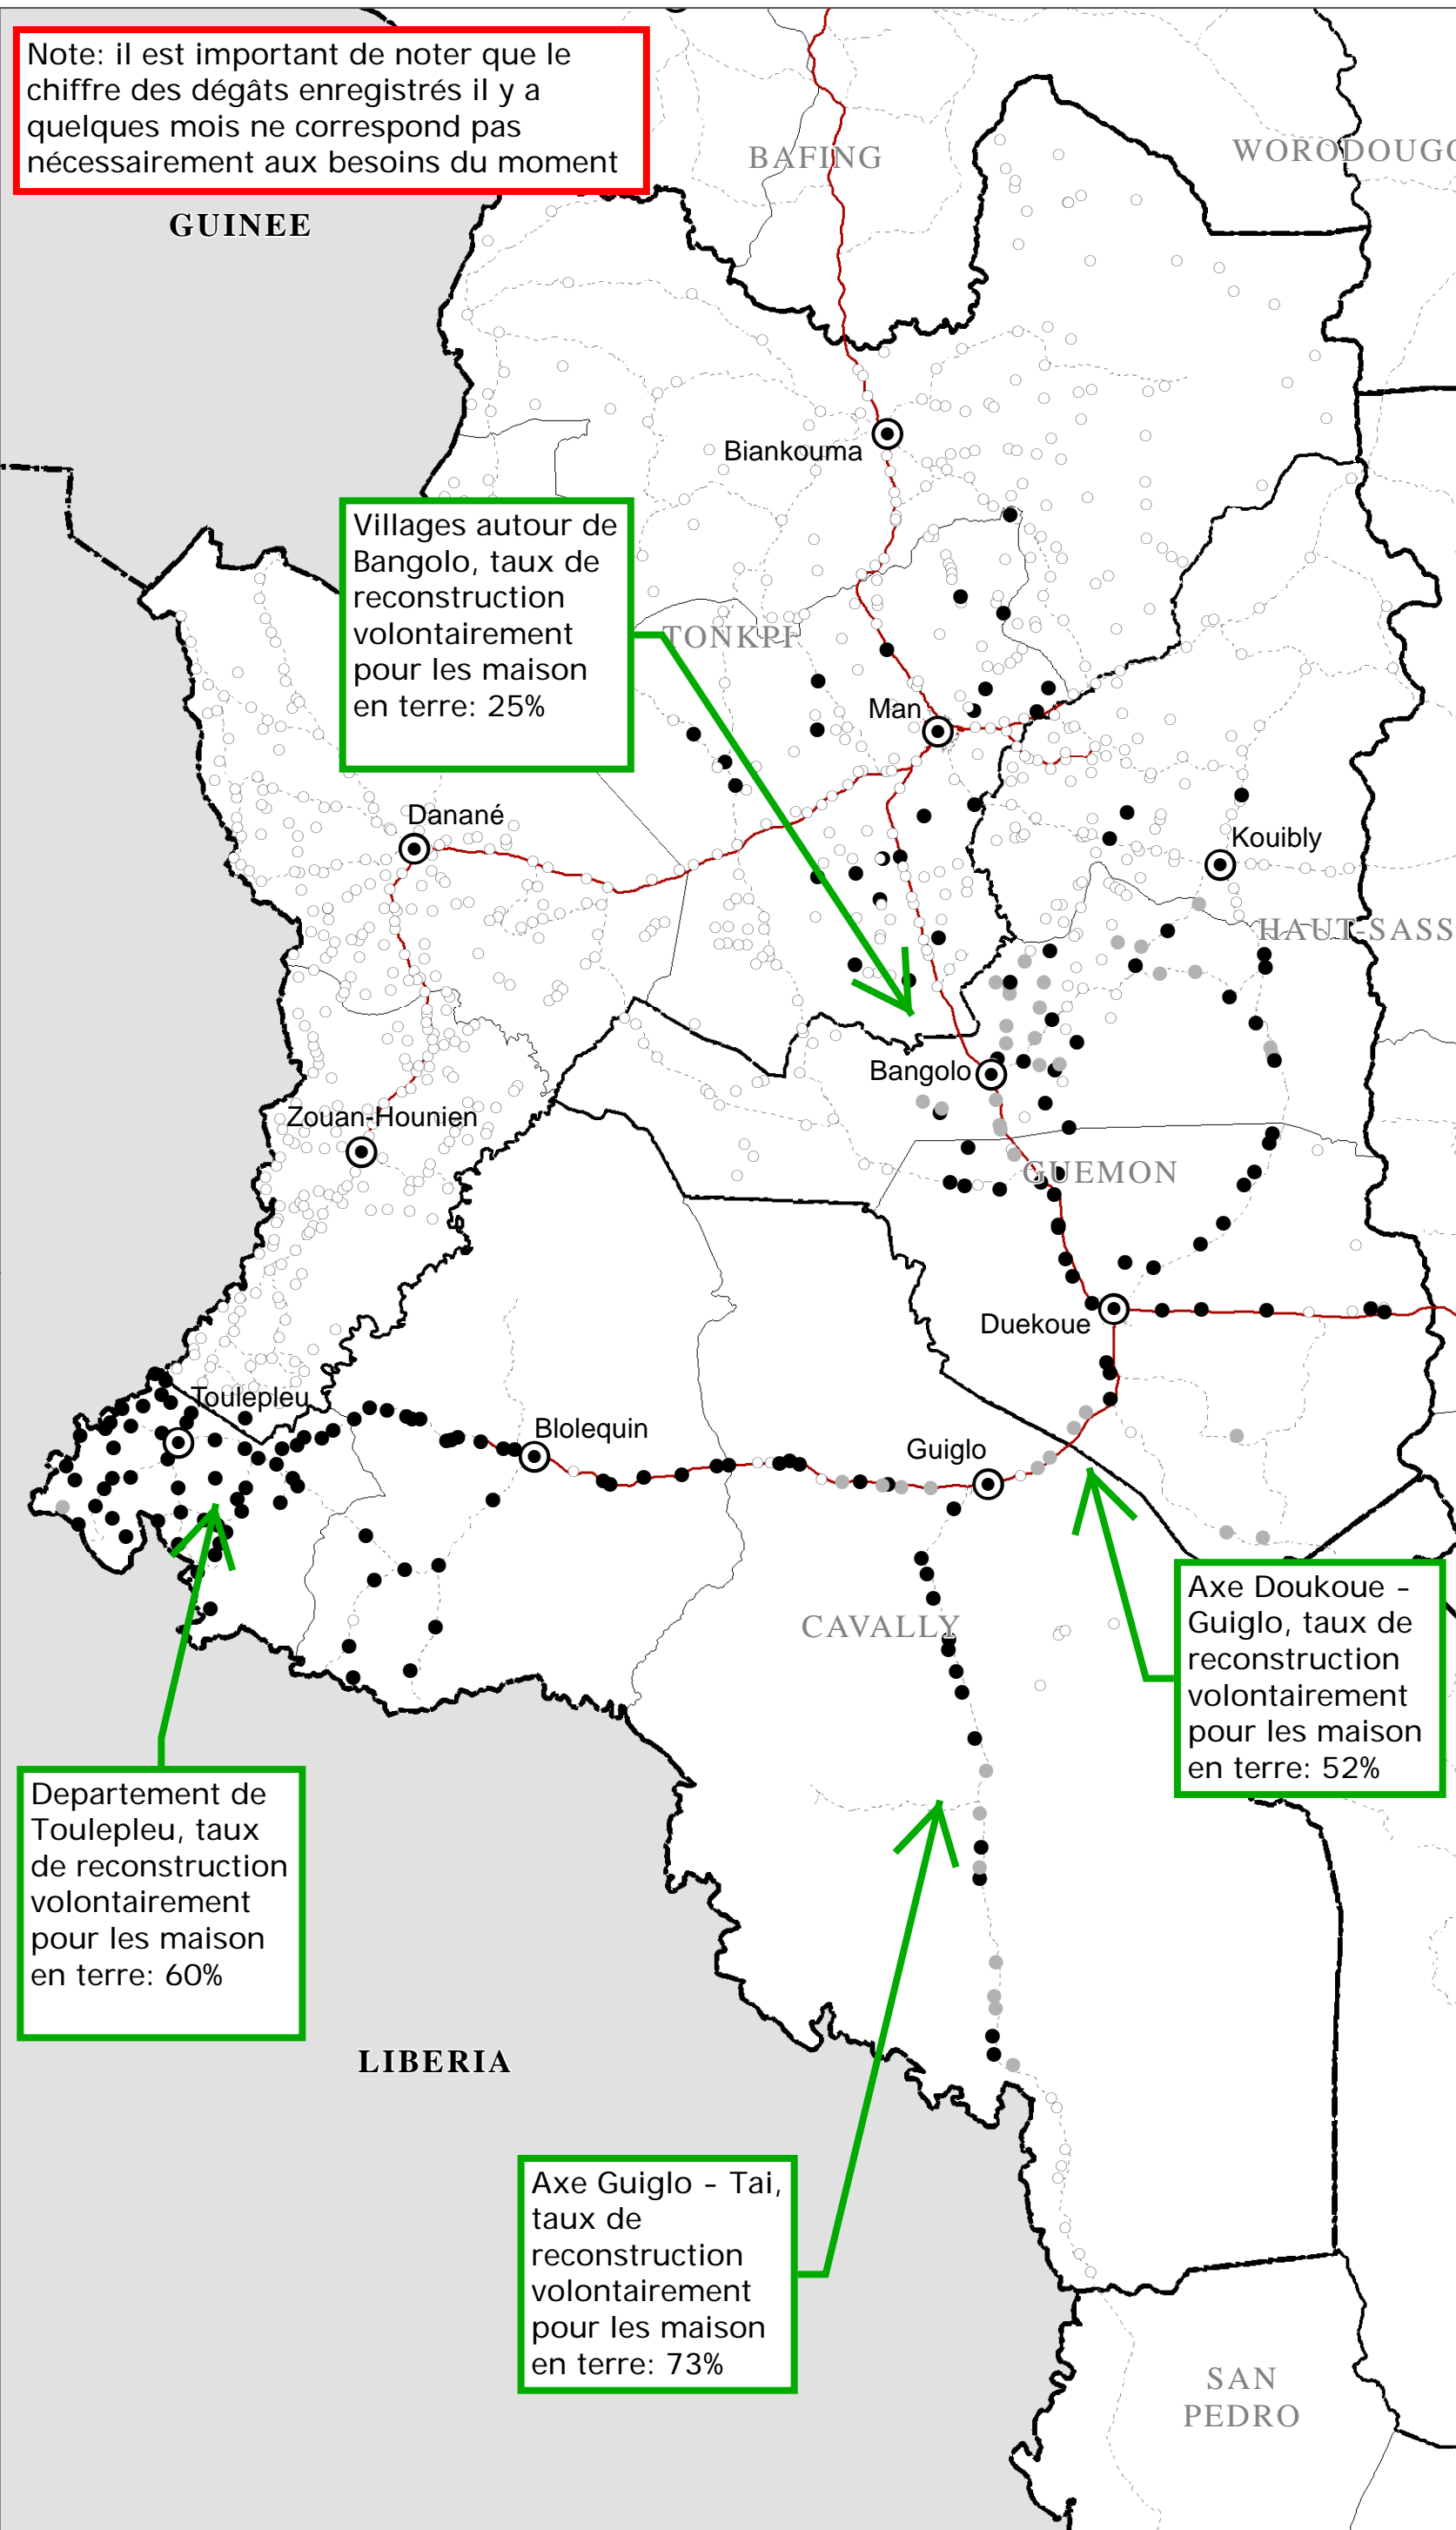 Note: il est important de noter que le
chiffre des dégâts enregistrés il y a
quelques mois ne correspond pas
nécessairement aux besoins du moment
BAFING
WORODOUGO
GUINEE
Biankouma
Villages autour de
Bangolo, taux de
reconstruction
volontairement
pour les maison
en terre: 25%
TONKPI
Man
Danané
Kouibly
HAUT-SASS
Bangolo
Zouan-Hounien
GUEMON
Duekoue
Toulepleu
Blolequin
Guiglo
CAVALLY
Axe Doukoue -
Guiglo, taux de
reconstruction
volontairement
pour les maison
en terre: 52%
Departement de
Toulepleu, taux
de reconstruction
volontairement
pour les maison
en terre: 60%
LIBERIA
Axe Guiglo - Tai,
taux de
reconstruction
volontairement
pour les maison
en terre: 73%
SAN
PEDRO